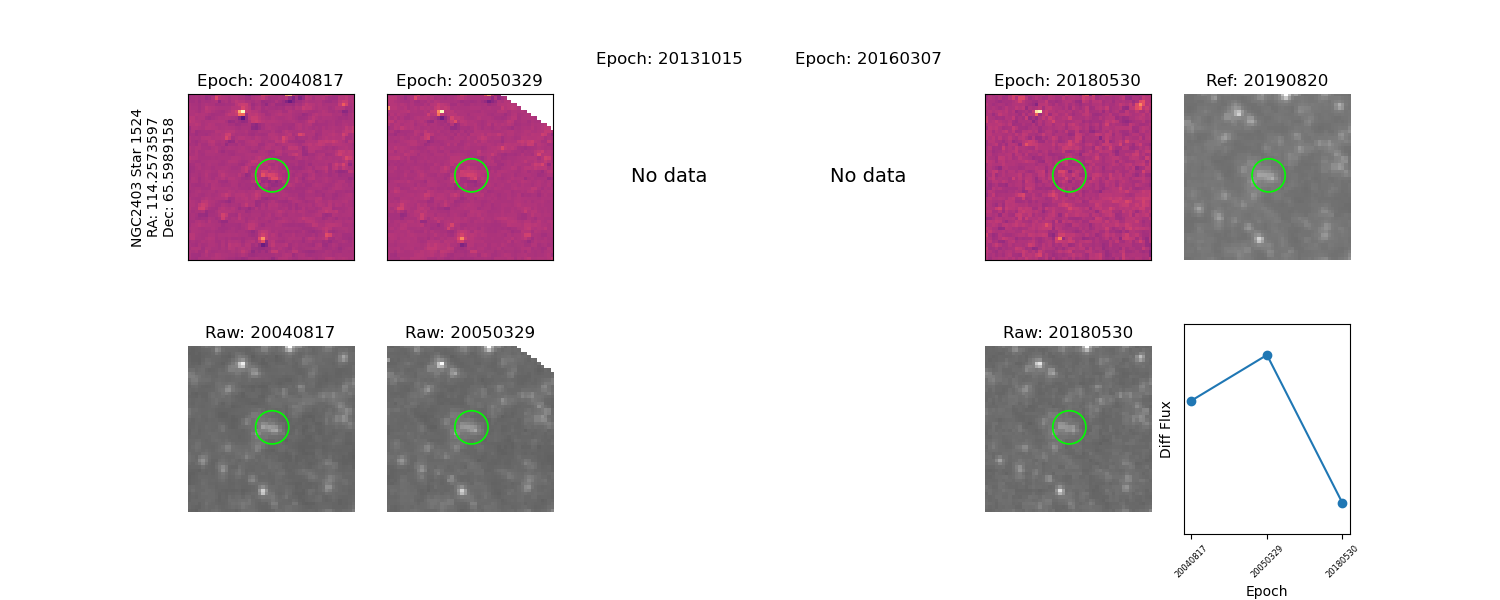 Epoch: 20040817
Epoch: 20050329
Epoch: 20131015
Epoch: 20160307
Epoch: 20180530
Ref: 20190820
NGC2403 Star 1524
RA: 114.2573597
Dec: 65.5989158
No data
No data
Raw: 20040817
Raw: 20050329
Raw: 20180530
Diff Flux
20040817
20050329
20180530
Epoch